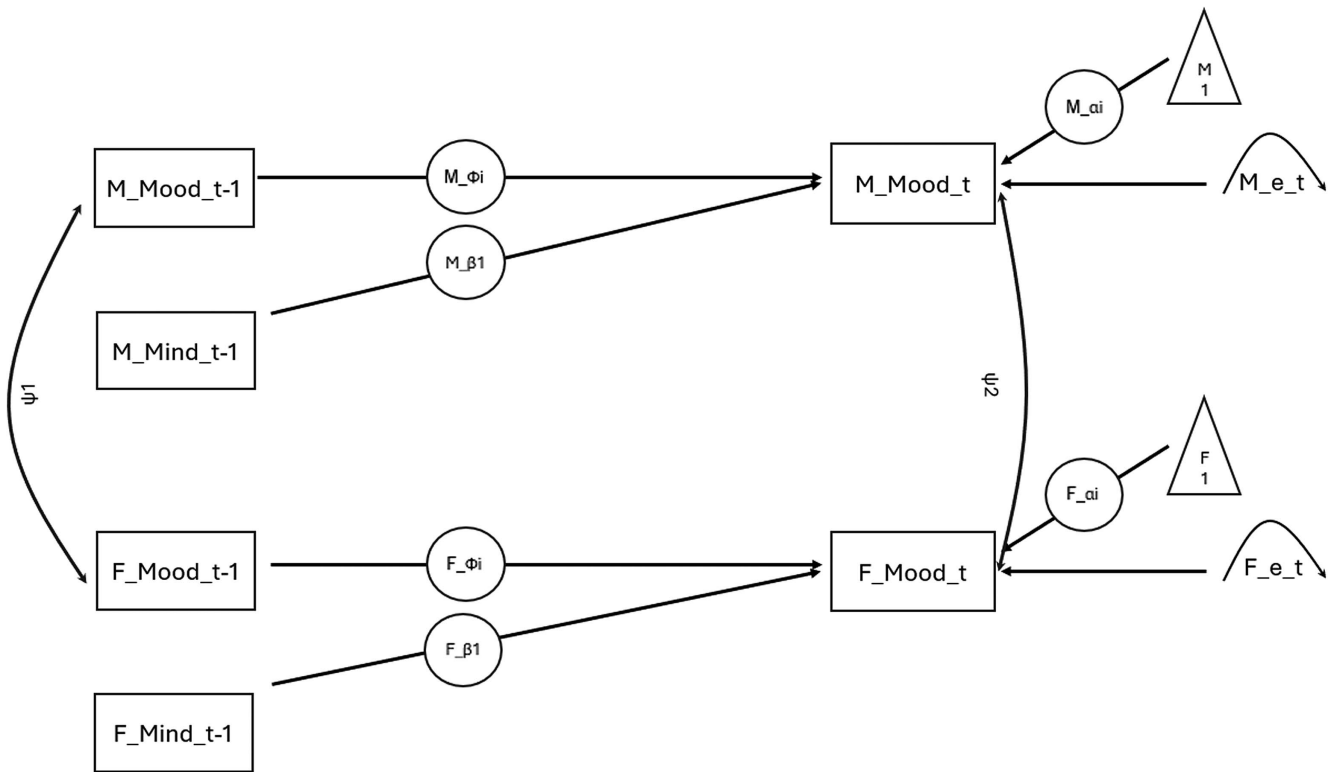 M
1
M_αi
M_Mood_t-1
M_Φi
M_Mood_t
M_e_t
M_β1
M_Mind_t-1
ψ1
ψ2
F
1
F_αi
F_Mood_t-1
F_Φi
F_Mood_t
F_e_t
F_β1
F_Mind_t-1